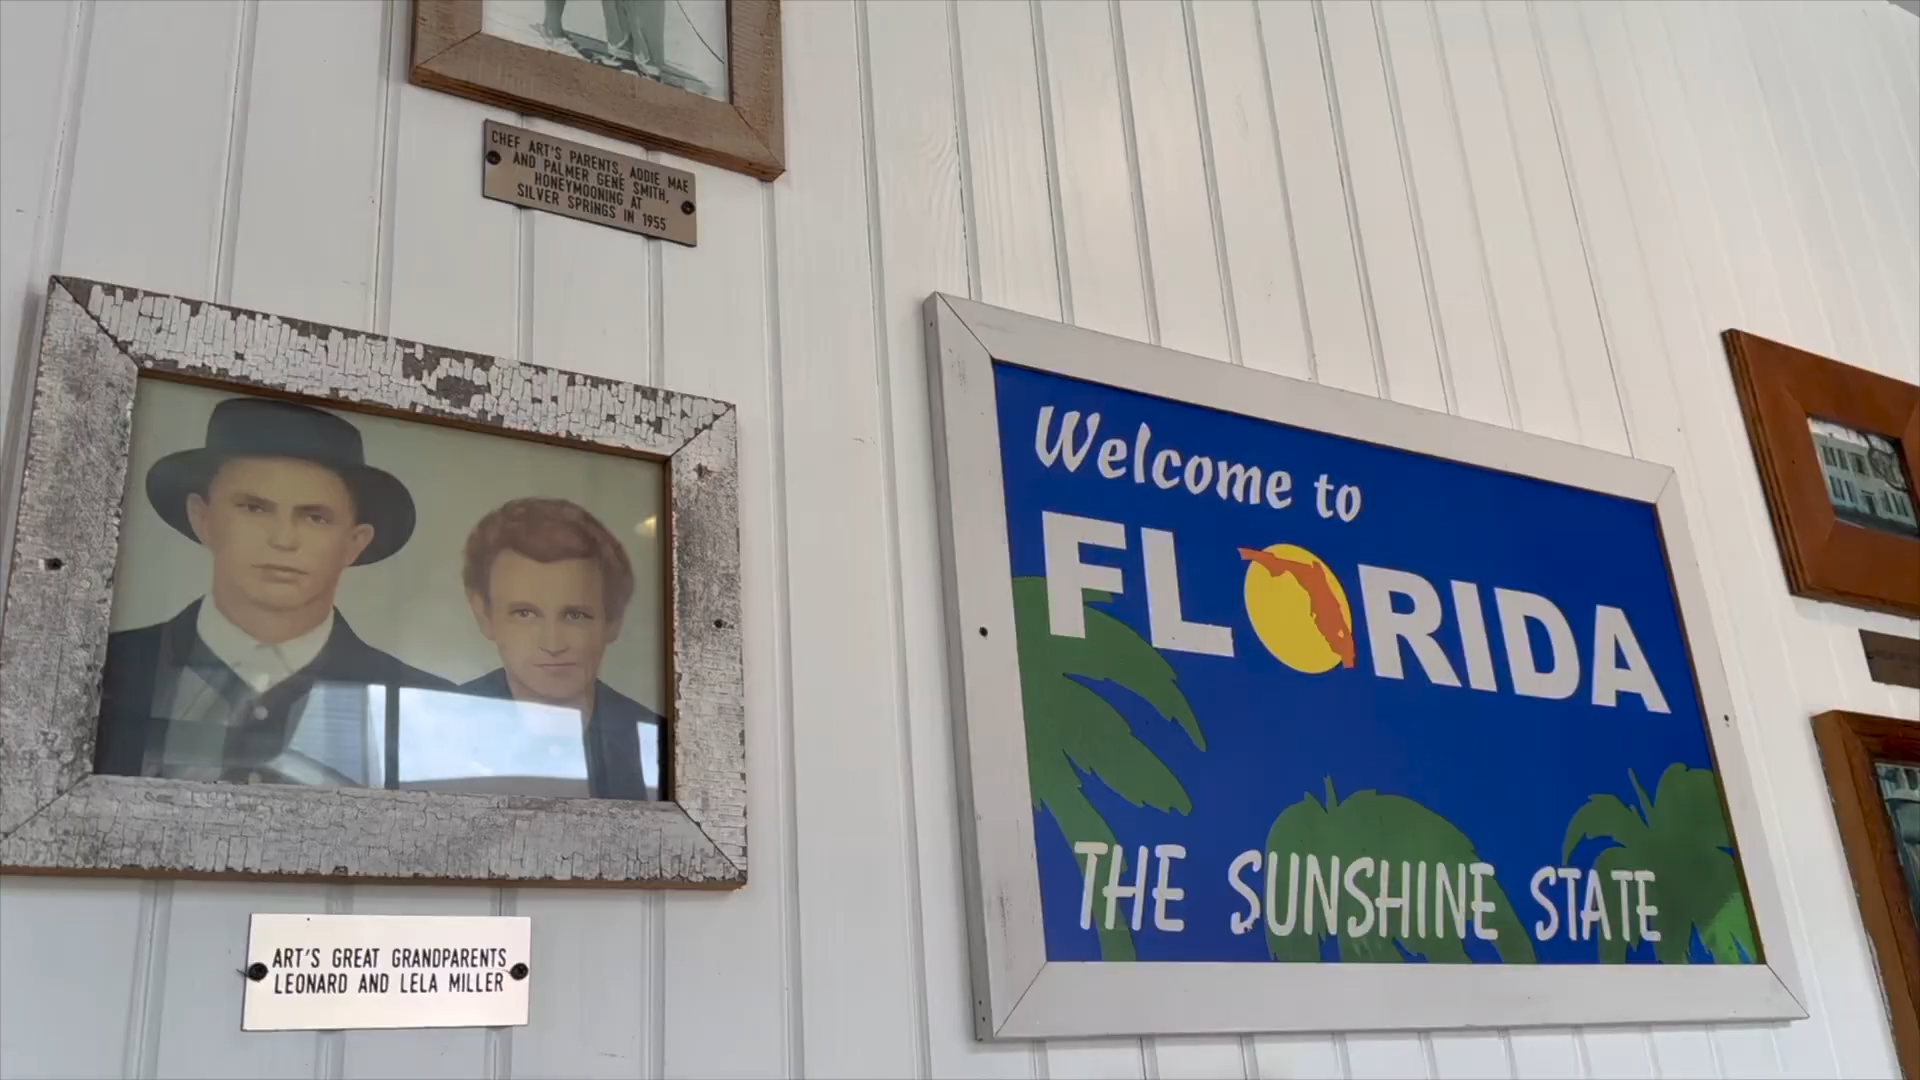 CHEF ART'S PARENTS, ADDIE MAE
AND PALMER GENE SMITH,
HONEYMOONING AT
SILVER SPRINGS IN 1955
ART'S GREAT GRANDPARENTS
LEONARD AND LELA MILLER
Welcome to
FLORIDA
THE SUNSHINE STATE